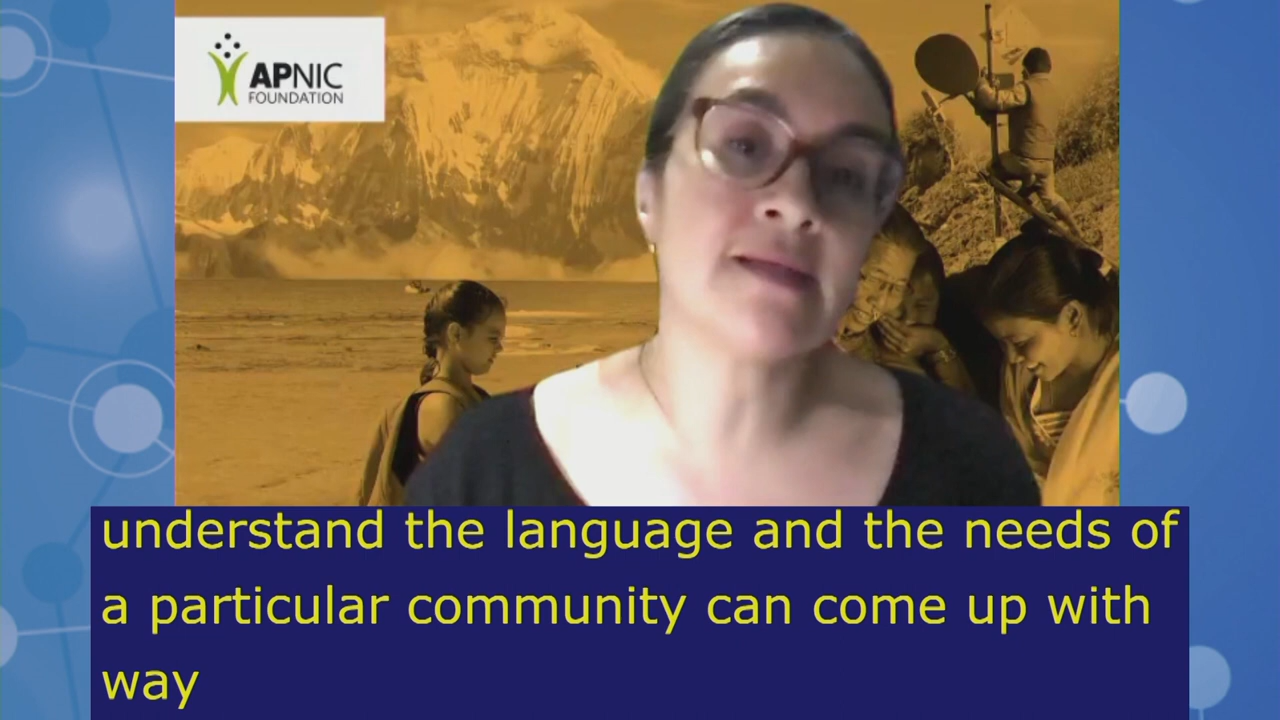 APNIC
FOUNDATION
understand the language and the needs of
a particular community can come up with
way